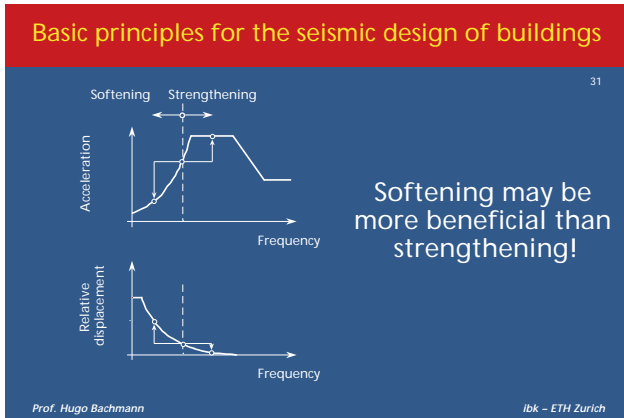 Basic principles for the seismic design of buildings
31
Softening Strengthening
Acceleration
Frequency
Softening may be
more beneficial than
strengthening!
Relative
displacement
Frequency
Prof. Hugo Bachmann
ibk – ETH Zurich